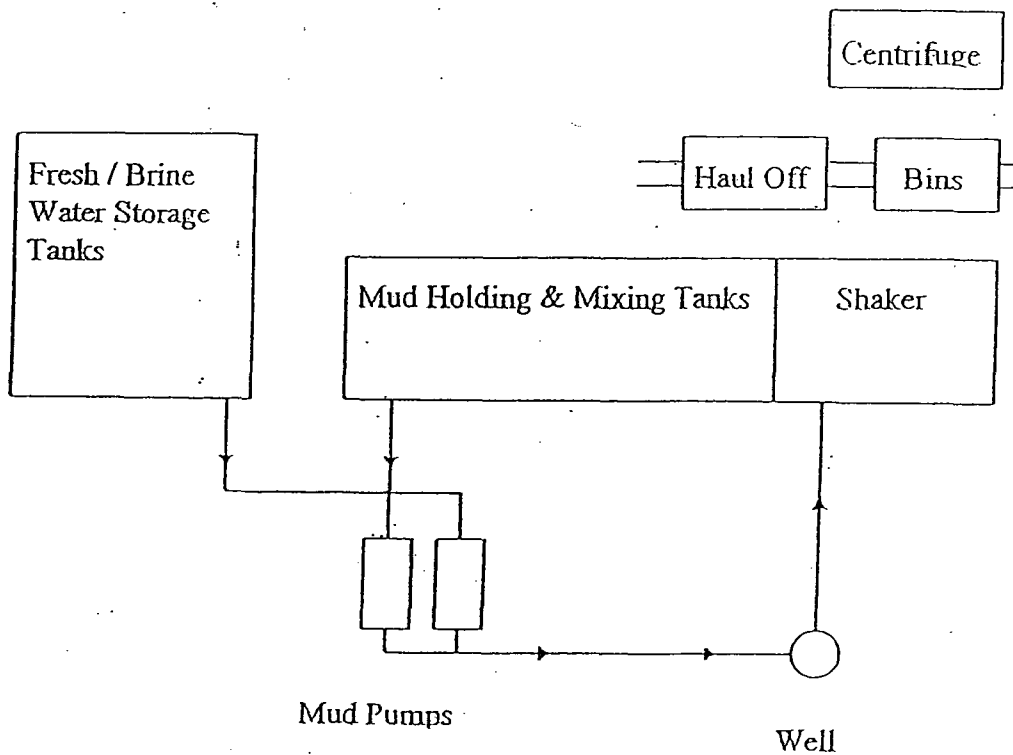 Centrifuge
Fresh / Brine
Water Storage
Tanks
Haul Off
Bins
Mud Holding & Mixing Tanks
Shaker
Mud Pumps
Well